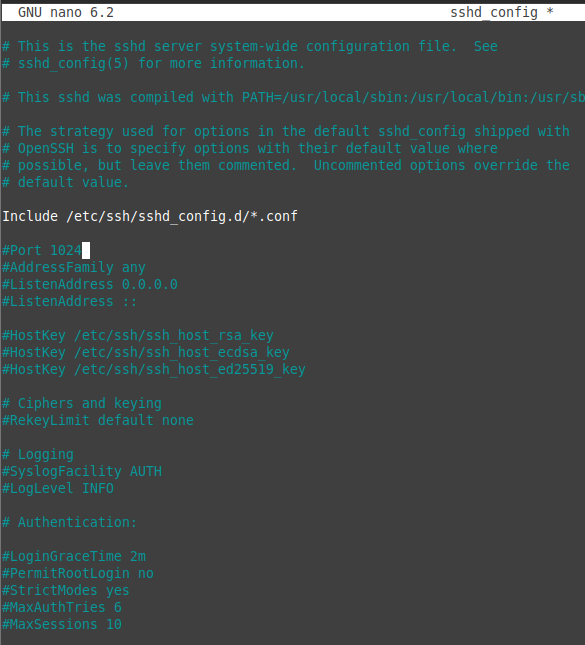 GNU nano 6.2 sshd_config *
# This is the sshd server system-wide configuration file.  See
# sshd_config(5) for more information.
# This sshd was compiled with PATH=/usr/local/sbin:/usr/local/bin:/usr/sb
# The strategy used for options in the default sshd_config shipped with
# OpenSSH is to specify options with their default value where
# possible, but leave them commented.  Uncommented options override the
# default value.
Include /etc/ssh/sshd_config.d/*.conf
#Port 1024
#AddressFamily any
#ListenAddress 0.0.0.0
#ListenAddress ::
#HostKey /etc/ssh/ssh_host_rsa_key
#HostKey /etc/ssh/ssh_host_ecdsa_key
#HostKey /etc/ssh/ssh_host_ed25519_key
# Ciphers and keying
#RekeyLimit default none
# Logging
#SyslogFacility AUTH
#LogLevel INFO
# Authentication:
#LoginGraceTime 2m
#PermitRootLogin no
#StrictModes yes
#MaxAuthTries 6
#MaxSessions 10